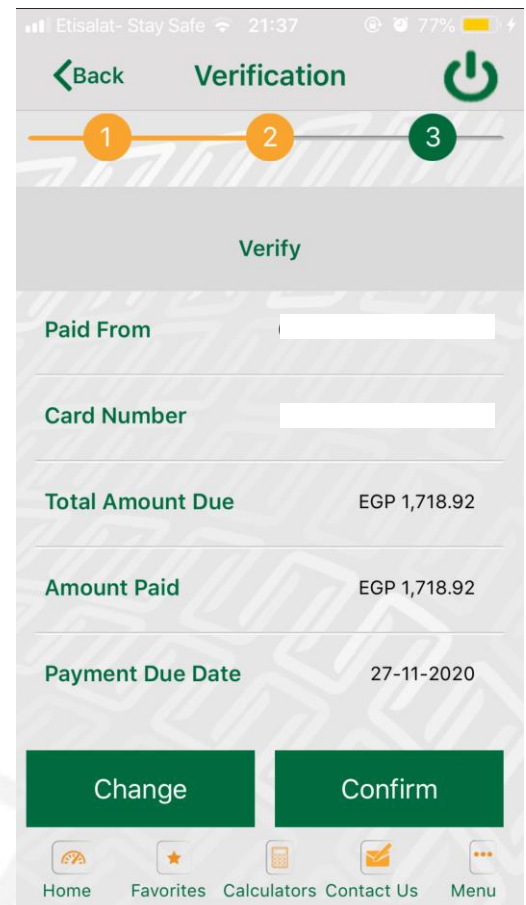 Etisalat- Stay Safe 21:37 77%
Back Verification
1 2 3
Verify
Paid From
Card Number
Total Amount Due EGP 1,718.92
Amount Paid EGP 1,718.92
Payment Due Date 27-11-2020
Change Confirm
Home Favorites Calculators Contact Us Menu